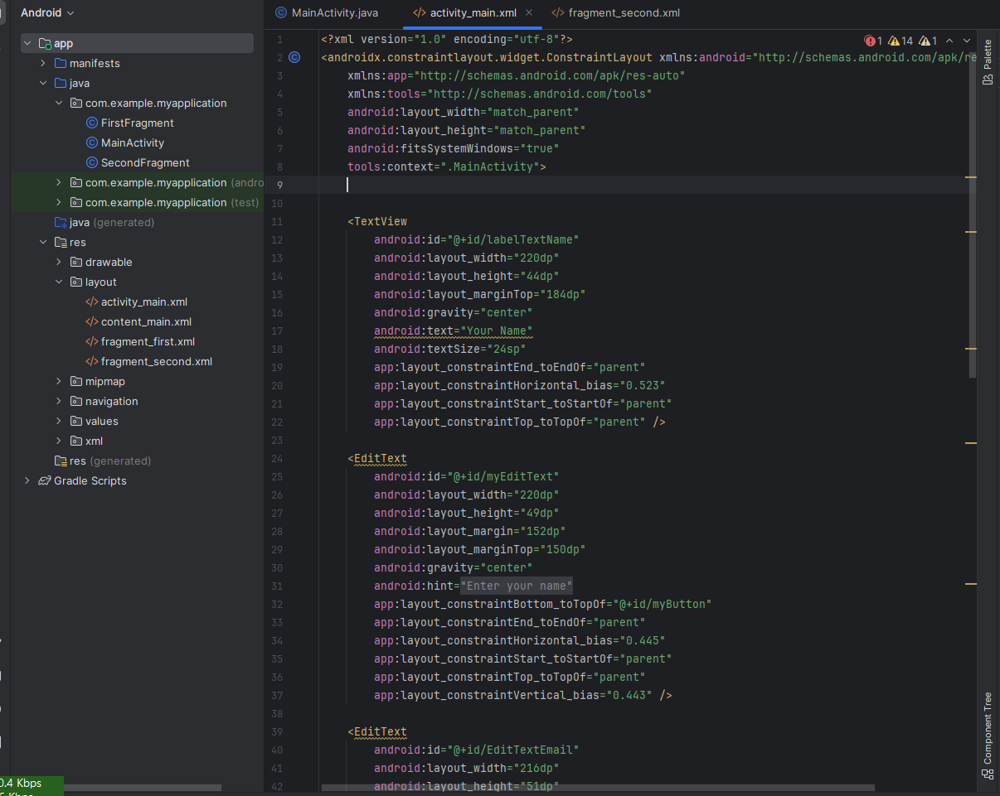 Android
app
manifests
java
com.example.myapplication
FirstFragment
MainActivity
SecondFragment
com.example.myapplication (andro
com.example.myapplication (test)
java (generated)
res
drawable
layout
activity_main.xml
content_main.xml
fragment_first.xml
fragment_second.xml
mipmap
navigation
values
xml
res (generated)
Gradle Scripts
0.4 Kbps
MainActivity.java
activity_main.xml
fragment_second.xml
1 14 1
1 <?xml version="1.0" encoding="utf-8"?>
2 <androidx.constraintlayout.widget.ConstraintLayout xmlns:android="http://schemas.android.com/apk/re
3 xmlns:app="http://schemas.android.com/apk/res-auto"
4 xmlns:tools="http://schemas.android.com/tools"
5 android:layout_width="match_parent"
6 android:layout_height="match_parent"
7 android:fitsSystemWindows="true"
8 tools:context=".MainActivity">
9
10
11 <TextView
12 android:id="@+id/labelTextName"
13 android:layout_width="220dp"
14 android:layout_height="44dp"
15 android:layout_marginTop="184dp"
16 android:gravity="center"
17 android:text="Your Name"
18 android:textSize="24sp"
19 app:layout_constraintEnd_toEndOf="parent"
20 app:layout_constraintHorizontal_bias="0.523"
21 app:layout_constraintStart_toStartOf="parent"
22 app:layout_constraintTop_toTopOf="parent" />
23
24 <EditText
25 android:id="@+id/myEditText"
26 android:layout_width="220dp"
27 android:layout_height="49dp"
28 android:layout_margin="152dp"
29 android:layout_marginTop="150dp"
30 android:gravity="center"
31 android:hint="Enter your name"
32 app:layout_constraintBottom_toTopOf="@+id/myButton"
33 app:layout_constraintEnd_toEndOf="parent"
34 app:layout_constraintHorizontal_bias="0.445"
35 app:layout_constraintStart_toStartOf="parent"
36 app:layout_constraintTop_toTopOf="parent"
37 app:layout_constraintVertical_bias="0.443" />
38
39 <EditText
40 android:id="@+id/EditTextEmail"
41 android:layout_width="216dp"
42 android:layout_height="51dp"
Palette
Component Tree